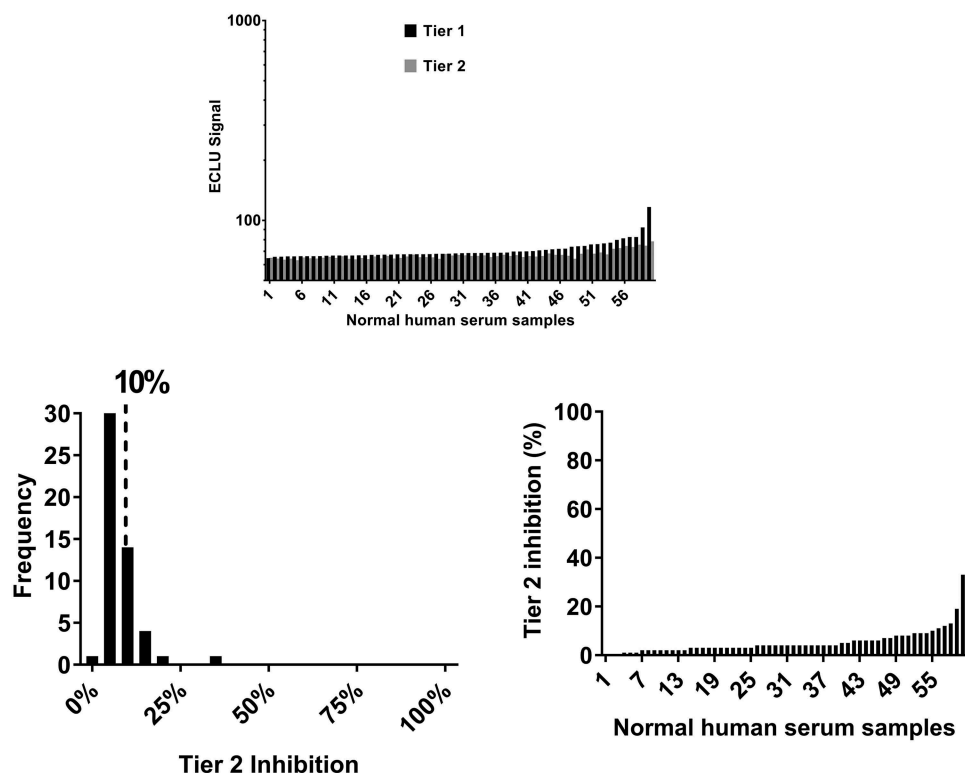 1000
Tier 1
Tier 2
ECLU Signal
100
1 6 11 16 21 26 31 36 41 46 51 56
Normal human serum samples
10%
30
25
20
15
10
5
0
Frequency
0% 25% 50% 75% 100%
Tier 2 Inhibition
100
80
60
40
20
0
Tier 2 inhibition (%)
1 7 13 19 25 31 37 43 49 55
Normal human serum samples